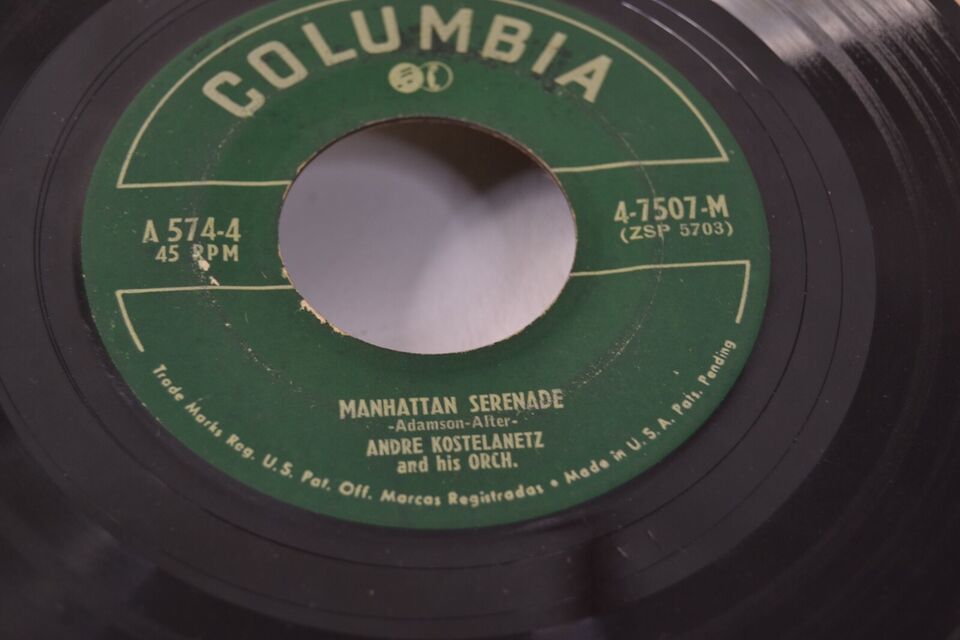 COLUMBIA
A 574-4
45 RPM
4-7507-M
(ZSP 5703)
MANHATTAN SERENADE
-Adamson-Alter-
ANDRE KOSTELANETZ
and his ORCH.
Trade Marks Reg. U.S. Pat. Off. Marcas Registradas • Made in U.S.A. Pats. Pending